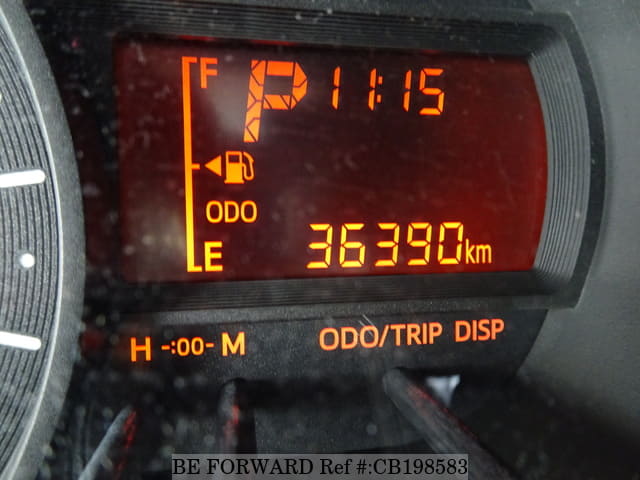 F P 11:15
ODO
E 36390km
H -:00- M ODO/TRIP DISP
BE FORWARD Ref #:CB198583